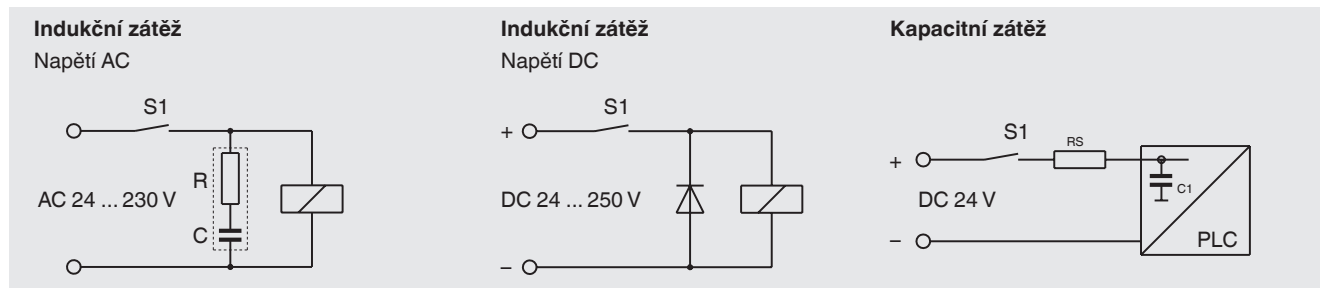 Indukční zátěž
Napětí AC
S1
R
AC 24 ... 230 V
C
Indukční zátěž
Napětí DC
S1
+
DC 24 ... 250 V
–
Kapacitní zátěž
S1
RS
+
C1
DC 24 V
–
PLC